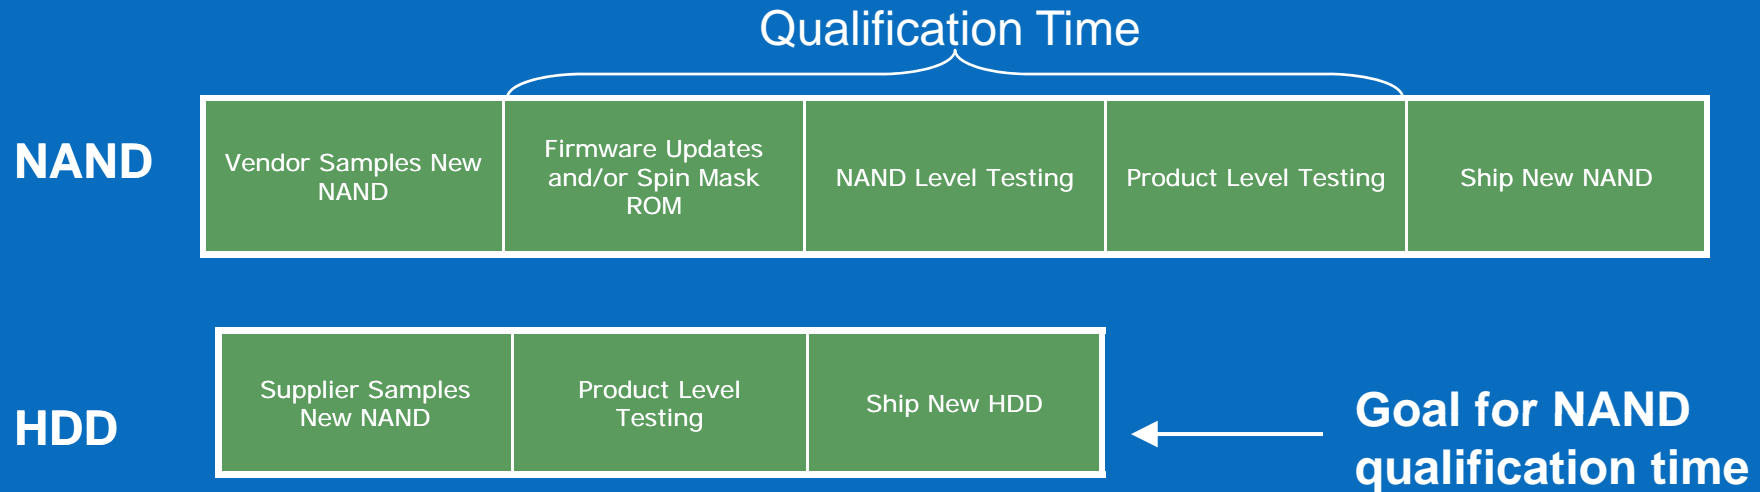 Qualification Time
NAND
Vendor Samples New
NAND
Firmware Updates
and/or Spin Mask
ROM
NAND Level Testing
Product Level Testing
Ship New NAND
HDD
Supplier Samples
New NAND
Product Level
Testing
Ship New HDD
Goal for NAND
qualification time